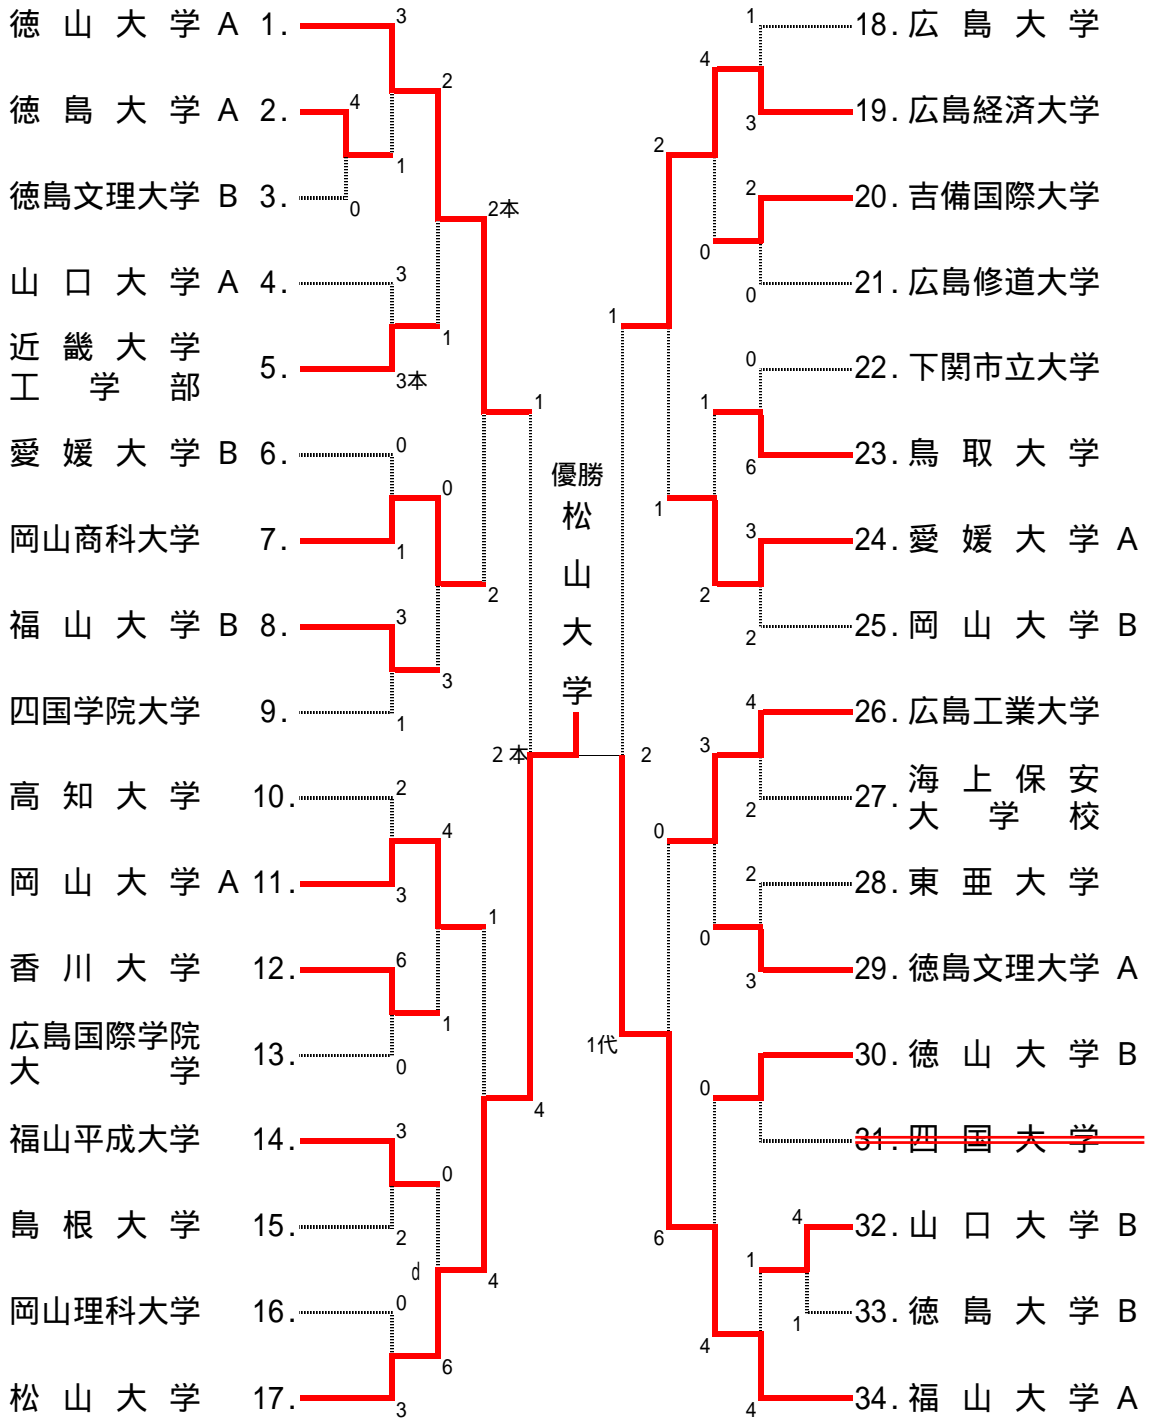 徳山大学 A 1.
徳島大学 A 2.
徳島文理大学 B 3.
山口大学 A 4.
近畿大学
工学部 5.
愛媛大学 B 6.
岡山商科大学 7.
福山大学 B 8.
四国学院大学 9.
高知大学 10.
岡山大学 A 11.
香川大学 12.
広島国際学院
大学 13.
福山平成大学 14.
島根大学 15.
岡山理科大学 16.
松山大学 17.
3
4
1
0
3
3本
0
1
3
1
2
3
6
0
3
2
0
3
2
1
0
3
4
1
0
d
6
2本
2
1
4
1
4
2 本
2
優勝
松
山
大
学
1
1代
2
1
0
6
4
0
1
2
3
0
0
4
1
3
2
0
0
6
3
2
4
2
2
3
1
4
4
1
18. 広島大学
19. 広島経済大学
20. 吉備国際大学
21. 広島修道大学
22. 下関市立大学
23. 鳥取大学
24. 愛媛大学 A
25. 岡山大学 B
26. 広島工業大学
27. 海上保安
大学校
28. 東亜大学
29. 徳島文理大学 A
30. 徳山大学 B
31. 四国大学
32. 山口大学 B
33. 徳島大学 B
34. 福山大学 A